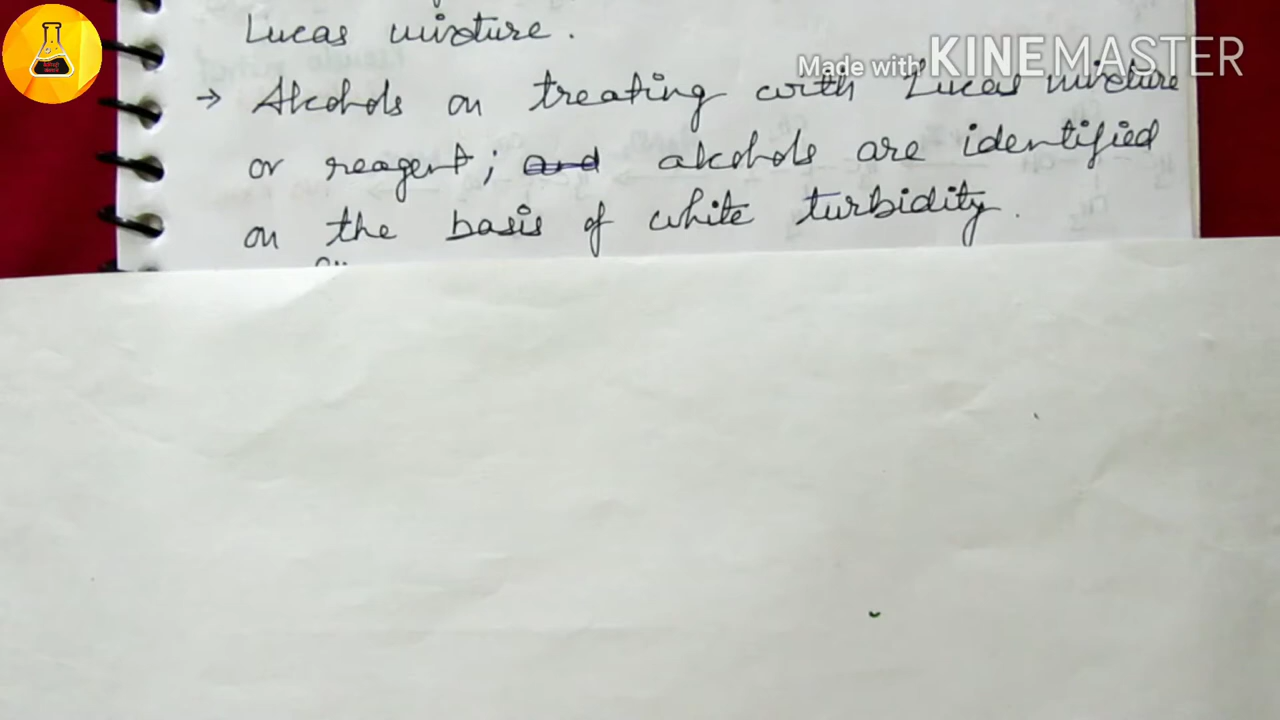 Lucas mixture.
Made with KINEMASTER
→ Alcohols on treating with Lucas mixture
or reagent; and alcohols are identified
on the basis of white turbidity.